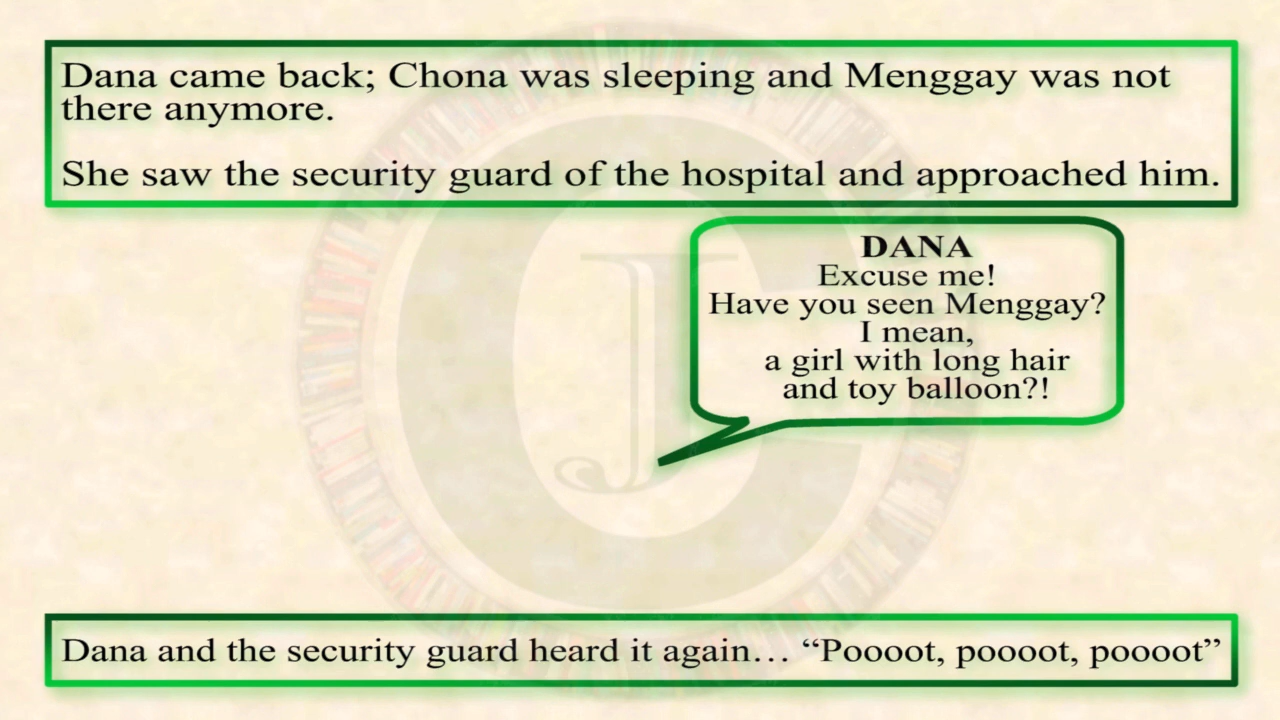 Dana came back; Chona was sleeping and Menggay was not
there anymore.
She saw the security guard of the hospital and approached him.
DANA
Excuse me!
Have you seen Menggay?
I mean,
a girl with long hair
and toy balloon?!
Dana and the security guard heard it again… “Poooot, poooot, poooot”